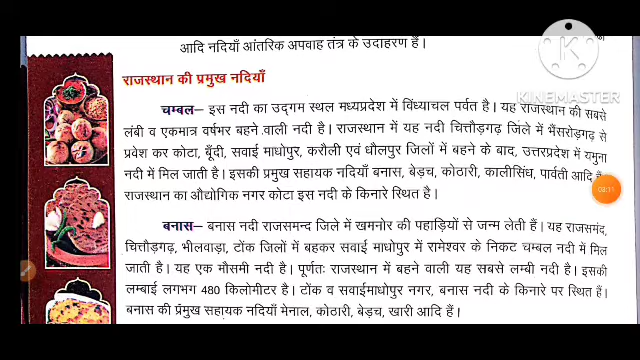 आदि नदियाँ आंतरिक अपवाह तंत्र के उदाहरण हैं।
KINEMASTER
राजस्थान की प्रमुख नदियाँ
चम्बल– इस नदी का उद्गम स्थल मध्यप्रदेश में विंध्याचल पर्वत है। यह राजस्थान की सबसे
लंबी व एकमात्र वर्षभर बहने वाली नदी है। राजस्थान में यह नदी चित्तौड़गढ़ जिले में भैंसरोड़गढ़ से
प्रवेश कर कोटा, बूँदी, सवाई माधोपुर, करौली एवं धौलपुर जिलों में बहने के बाद, उत्तरप्रदेश में यमुना
नदी में मिल जाती है। इसकी प्रमुख सहायक नदियाँ बनास, बेड़च, कोठारी, कालीसिंध, पार्वती आदि हैं
राजस्थान का औद्योगिक नगर कोटा इस नदी के किनारे स्थित है।
03:11
बनास– बनास नदी राजसमन्द जिले में खमनोर की पहाड़ियों से जन्म लेती हैं। यह राजसमंद,
चित्तौड़गढ़, भीलवाड़ा, टोंक जिलों में बहकर सवाई माधोपुर में रामेश्वर के निकट चम्बल नदी में मिल
जाती है। यह एक मौसमी नदी है। पूर्णतः राजस्थान में बहने वाली यह सबसे लम्बी नदी है। इसकी
लम्बाई लगभग 480 किलोमीटर है। टोंक व सवाईमाधोपुर नगर, बनास नदी के किनारे पर स्थित हैं।
बनास की प्रमुख सहायक नदियाँ मेनाल, कोठारी, बेड़च, खारी आदि हैं।